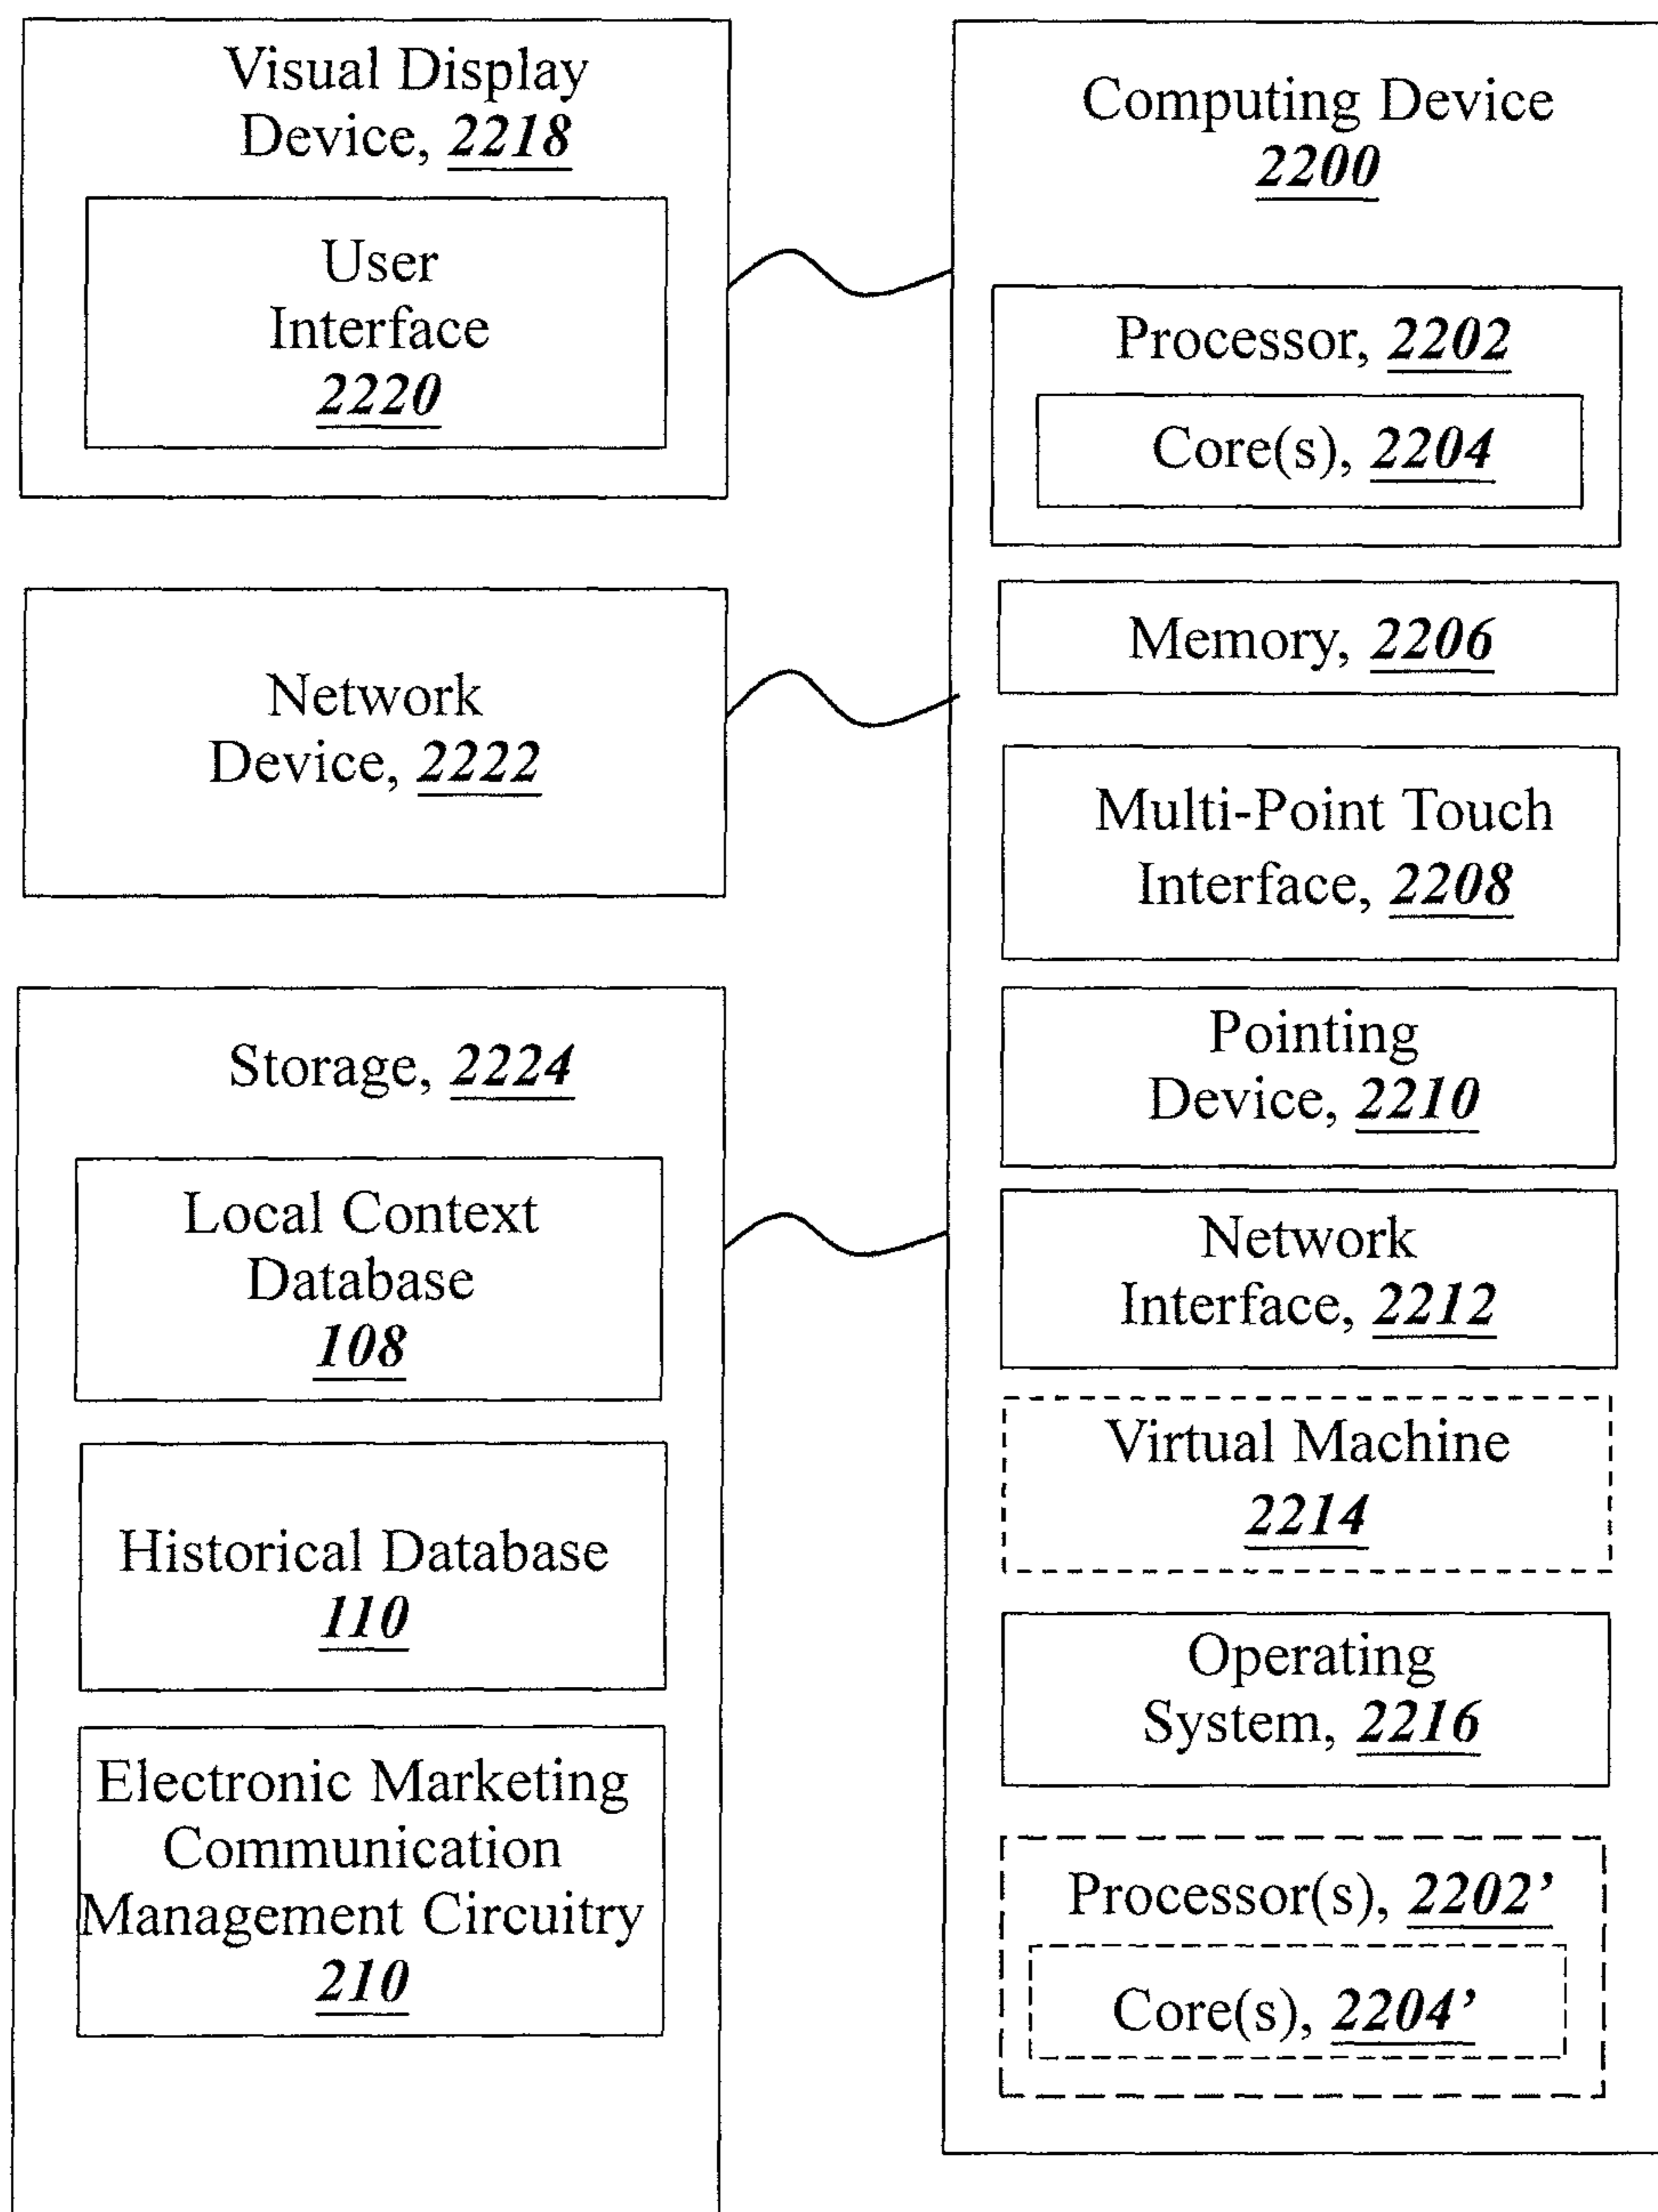 Visual Display
Device, 2218
User
Interface
2220
Network
Device, 2222
Storage, 2224
Local Context
Database
108
Historical Database
110
Electronic Marketing
Communication
Management Circuitry
210
Computing Device
2200
Processor, 2202
Core(s), 2204
Memory, 2206
Multi-Point Touch
Interface, 2208
Pointing
Device, 2210
Network
Interface, 2212
Virtual Machine
2214
Operating
System, 2216
Processor(s), 2202’
Core(s), 2204’